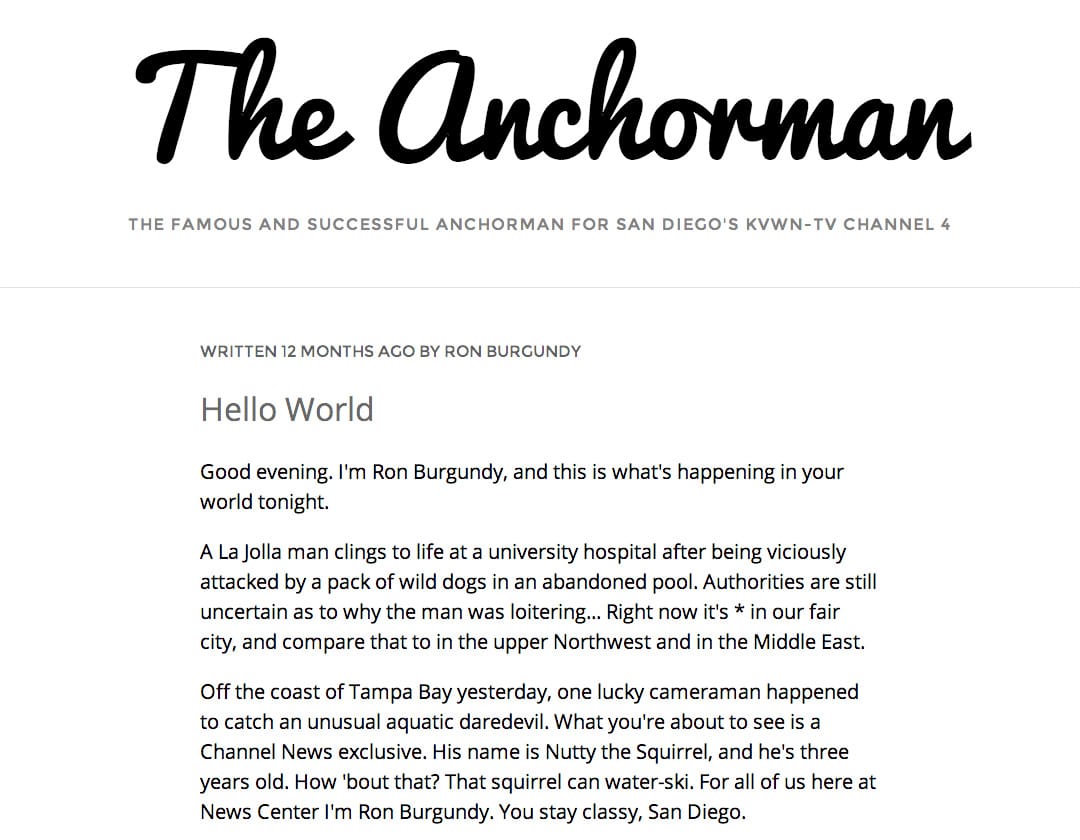 The Anchorman
THE FAMOUS AND SUCCESSFUL ANCHORMAN FOR SAN DIEGO'S KVWN-TV CHANNEL 4
WRITTEN 12 MONTHS AGO BY RON BURGUNDY
Hello World
Good evening. I'm Ron Burgundy, and this is what's happening in your
world tonight.
A La Jolla man clings to life at a university hospital after being viciously
attacked by a pack of wild dogs in an abandoned pool. Authorities are still
uncertain as to why the man was loitering... Right now it's * in our fair
city, and compare that to in the upper Northwest and in the Middle East.
Off the coast of Tampa Bay yesterday, one lucky cameraman happened
to catch an unusual aquatic daredevil. What you're about to see is a
Channel News exclusive. His name is Nutty the Squirrel, and he's three
years old. How 'bout that? That squirrel can water-ski. For all of us here at
News Center I'm Ron Burgundy. You stay classy, San Diego.